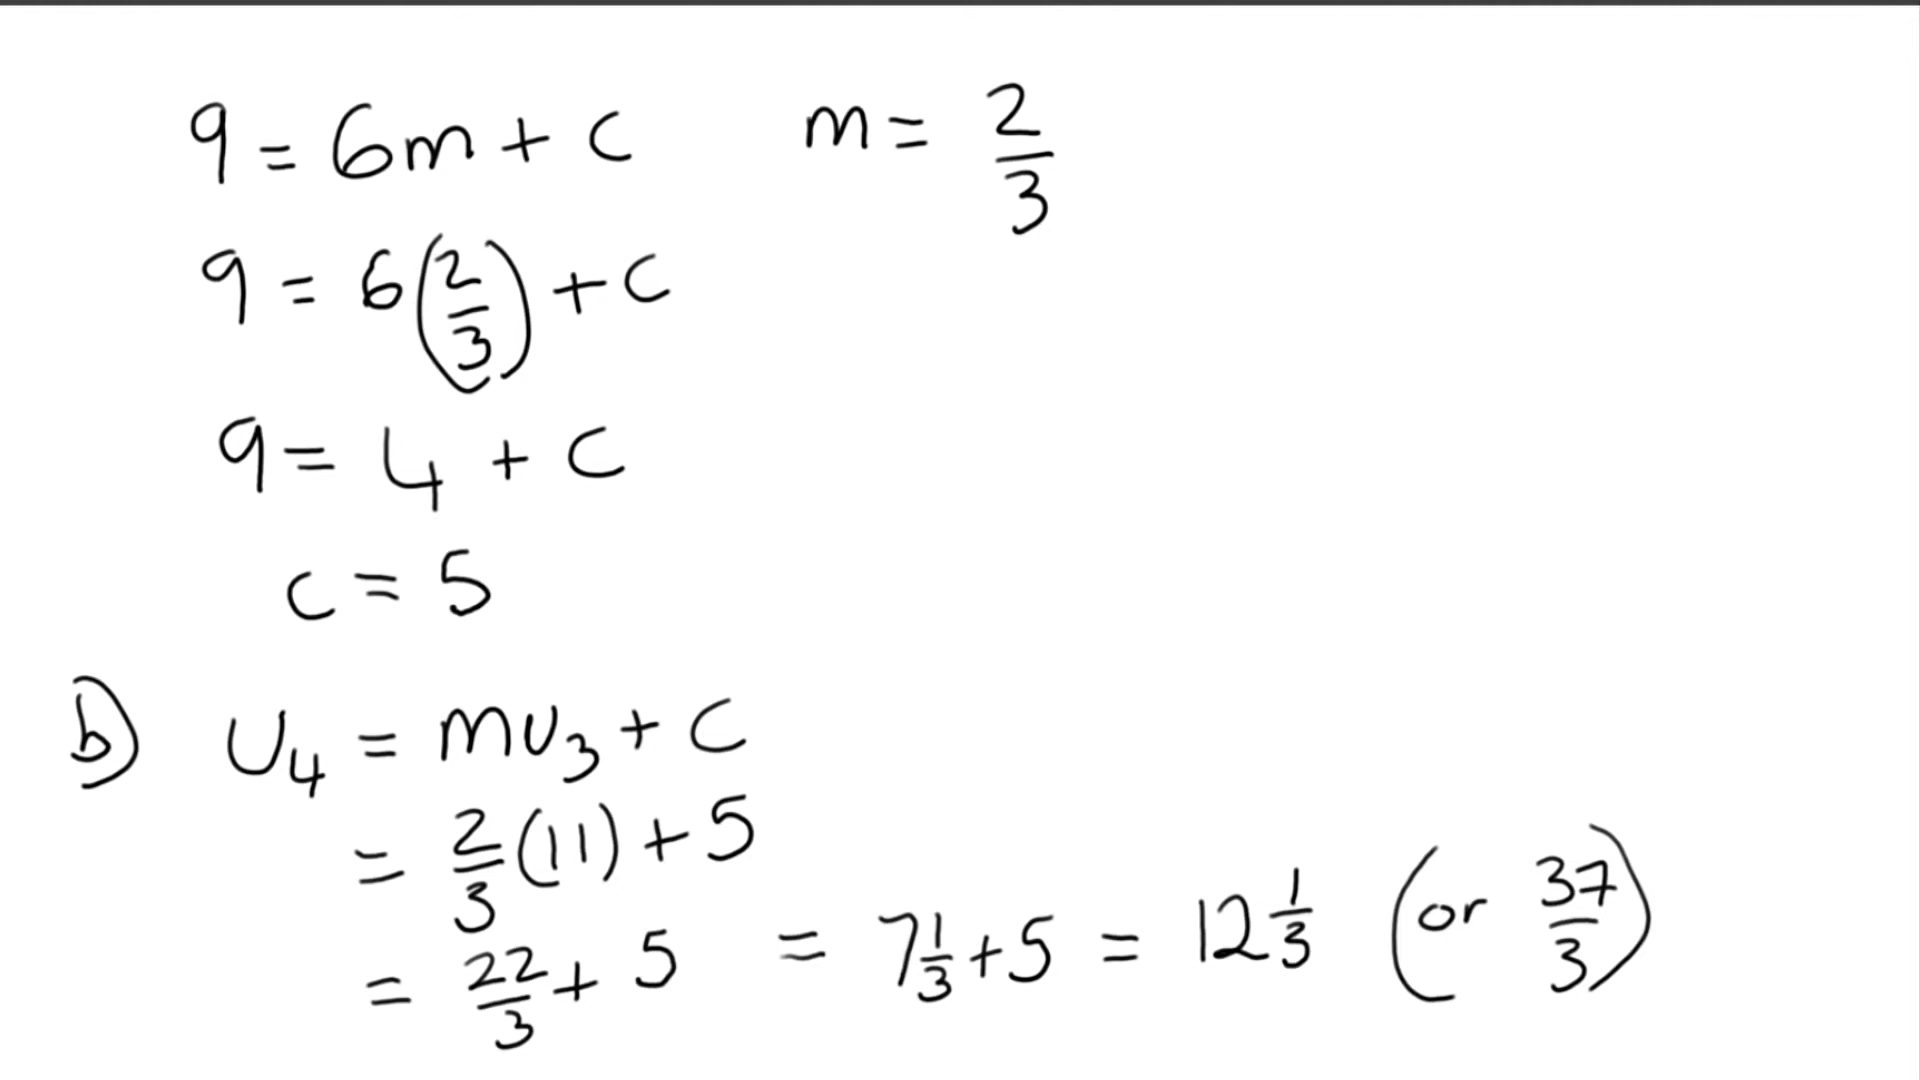 9 = 6m + c   m = 2/3
9 = 6(2/3) + c
9 = 4 + c
c = 5
b) U₄ = mu₃ + c
= 2/3 (11) + 5
= 22/3 + 5 = 7 1/3 + 5 = 12 1/3 (or 37/3)